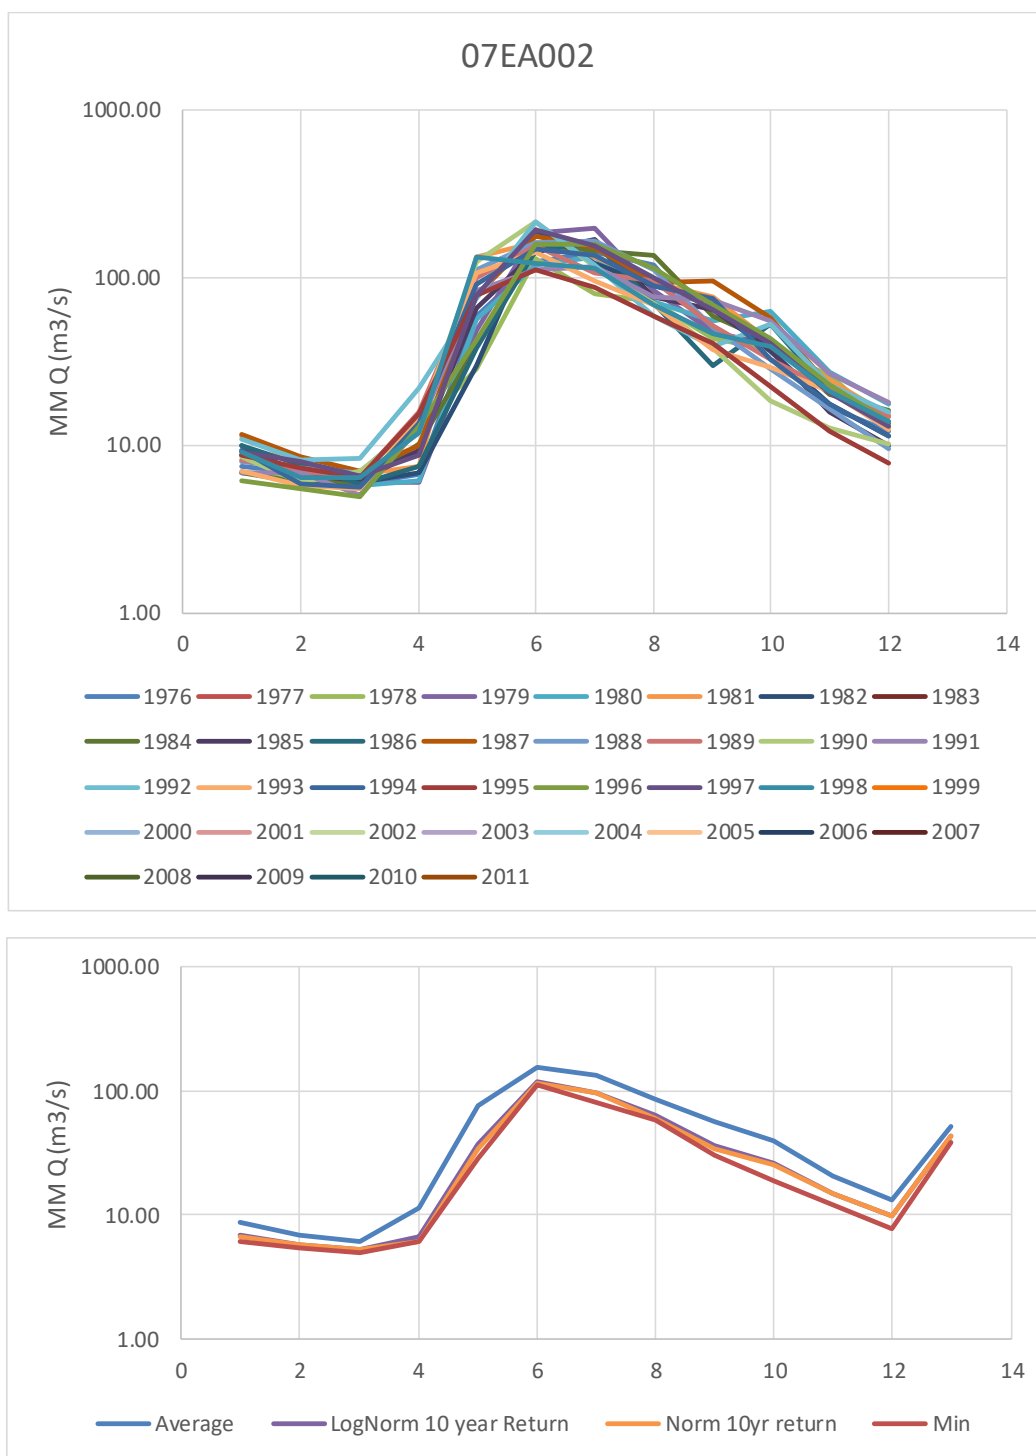 07EA002
1000.00
100.00
10.00
1.00
MM Q (m3/s)
0 2 4 6 8 10 12 14
1976 1977 1978 1979 1980 1981 1982 1983
1984 1985 1986 1987 1988 1989 1990 1991
1992 1993 1994 1995 1996 1997 1998 1999
2000 2001 2002 2003 2004 2005 2006 2007
2008 2009 2010 2011
1000.00
100.00
10.00
1.00
MM Q (m3/s)
0 2 4 6 8 10 12 14
Average LogNorm 10 year Return Norm 10yr return Min